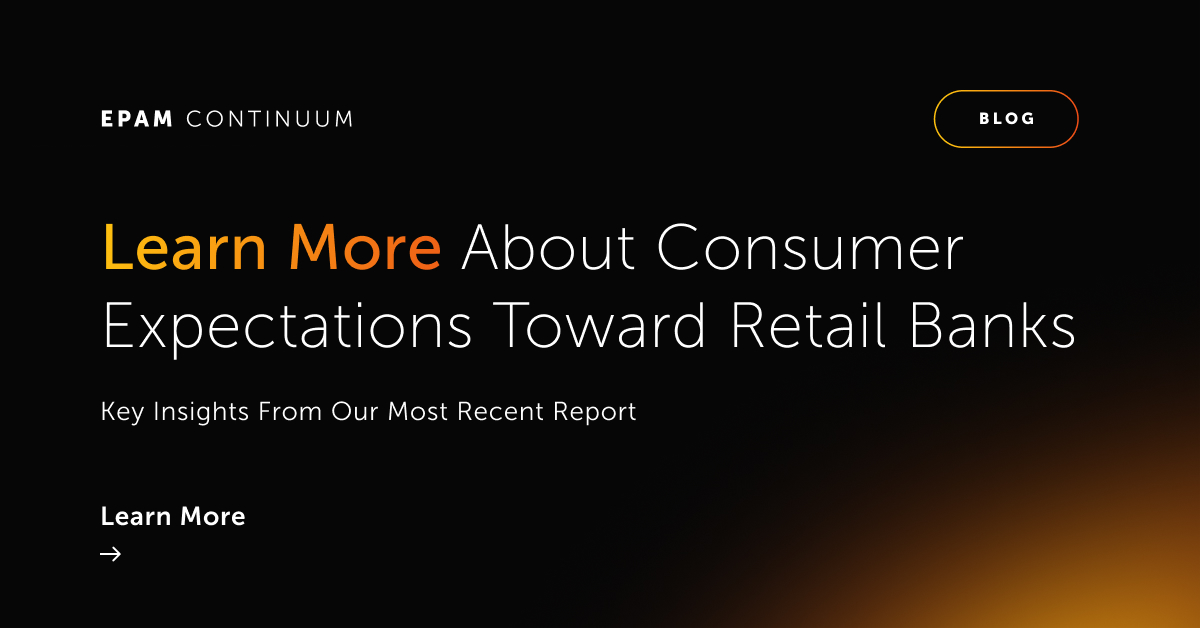 EPAM CONTINUUM
BLOG
Learn More About Consumer
Expectations Toward Retail Banks
Key Insights From Our Most Recent Report
Learn More
→